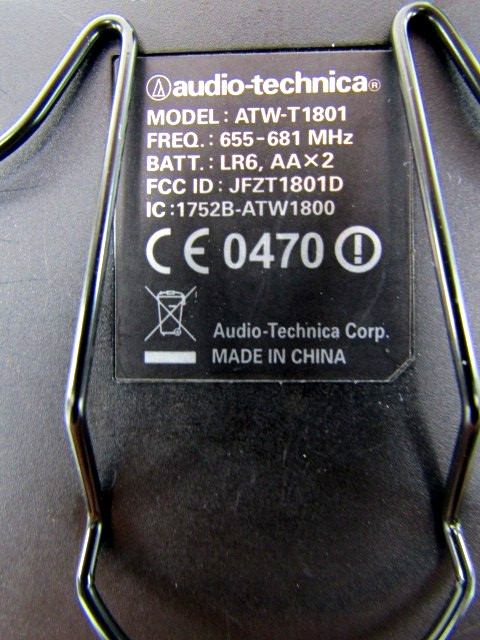 audio-technica®
MODEL : ATW-T1801
FREQ. : 655-681 MHz
BATT. : LR6, AA×2
FCC ID : JFZT1801D
IC :1752B-ATW1800
CE 0470
Audio-Technica Corp.
MADE IN CHINA